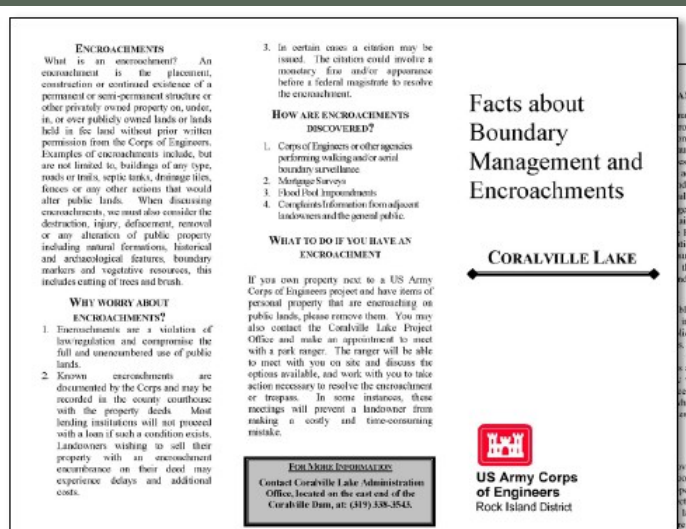 ENCROACHMENTS
What is an encroachment? An
encroachment is the placement,
construction or continued existence of a
permanent or semi-permanent structure or
other privately owned property on, under,
in, or over publicly owned lands or lands
held in fee land without prior written
permission from the Corps of Engineers.
Examples of encroachments include, but
are not limited to, buildings of any type,
roads or trails, septic tanks, drainage tiles,
fences or any other actions that would
alter public lands. When discussing
encroachments, we must also consider the
destruction, injury, defacement, removal
or any alteration of public property
including natural formations, historical
and archaeological features, boundary
markers and vegetative resources, this
includes cutting of trees and brush.
WHY WORRY ABOUT
ENCROACHMENTS?
1. Encroachments are a violation of
law/regulation and compromise the
full and unencumbered use of public
lands.
2. Known encroachments are
documented by the Corps and may be
recorded in the county courthouse
with the property deeds. Most
lending institutions will not proceed
with a loan if such a condition exists.
Landowners wishing to sell their
property with an encroachment
encumbrance on their deed may
experience delays and additional
costs.
3. In certain cases a citation may be
issued. The citation could involve a
monetary fine and/or appearance
before a federal magistrate to resolve
the encroachment.
HOW ARE ENCROACHMENTS
DISCOVERED?
1. Corps of Engineers or other agencies
performing walking and/or aerial
boundary surveillance.
2. Mortgage Surveys
3. Flood Pool Impoundments
4. Complaints/Information from adjacent
landowners and the general public.
WHAT TO DO IF YOU HAVE AN
ENCROACHMENT
If you own property next to a US Army
Corps of Engineers project and have items of
personal property that are encroaching on
public lands, please remove them. You may
also contact the Coralville Lake Project
Office and make an appointment to meet
with a park ranger. The ranger will be able
to meet with you on site and discuss the
options available, and work with you to take
action necessary to resolve the encroachment
or trespass. In some instances, these
meetings will prevent a landowner from
making a costly and time-consuming
mistake.
FOR MORE INFORMATION
Contact Coralville Lake Administration
Office, located on the east end of the
Coralville Dam, at: (319) 338-3543.
Facts about
Boundary
Management and
Encroachments
CORALVILLE LAKE
US Army Corps
of Engineers
Rock Island District